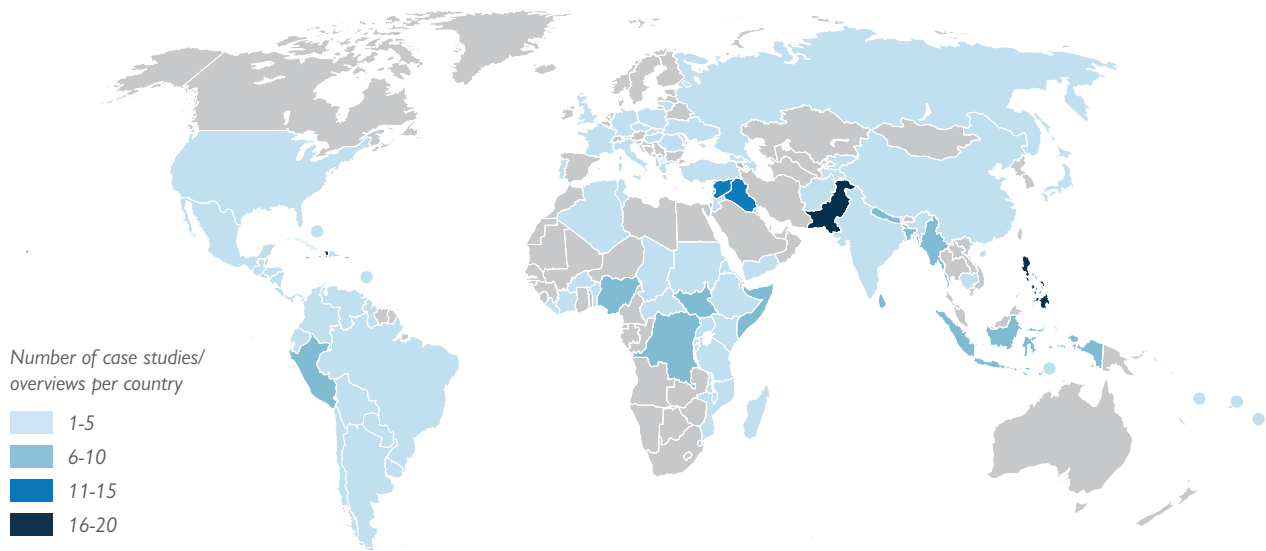 Number of case studies/
overviews per country
1-5
6-10
11-15
16-20